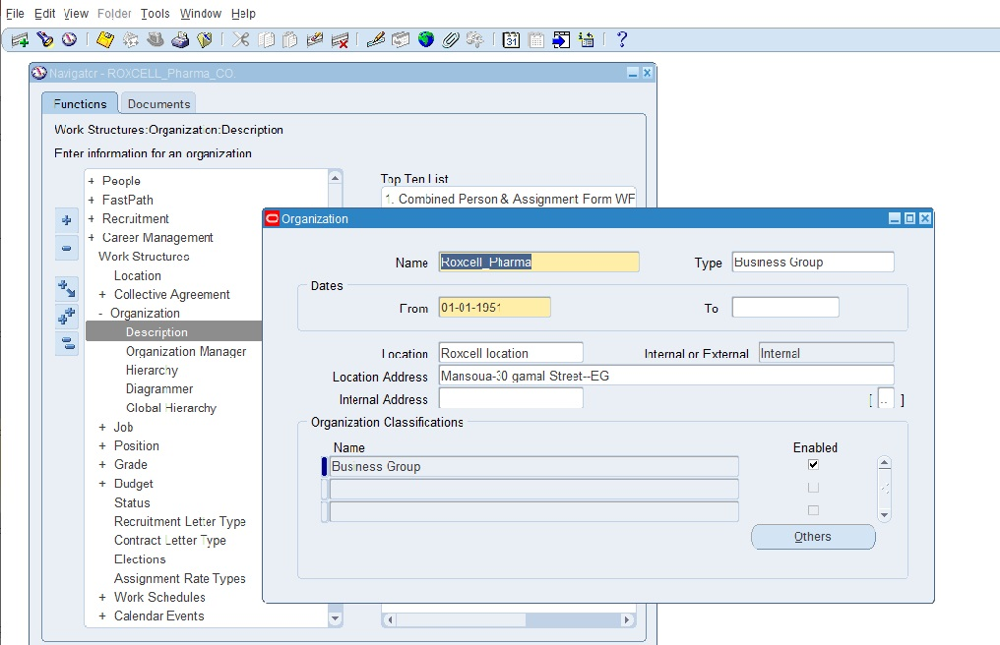 File Edit View Folder Tools Window Help
31 ?
Navigator - ROXCELL_Pharma_CO.
Functions Documents
Work Structures:Organization:Description
Enter information for an organization
+ People
+ FastPath
+ Recruitment
+ Career Management
Work Structures
Location
+ Collective Agreement
- Organization
Description
Organization Manager
Hierarchy
Diagrammer
Global Hierarchy
+ Job
+ Position
+ Grade
+ Budget
Status
Recruitment Letter Type
Contract Letter Type
Elections
Assignment Rate Types
+ Work Schedules
+ Calendar Events
Top Ten List
1. Combined Person & Assignment Form WF
Organization
Name Roxcell_Pharma Type Business Group
Dates
From 01-01-1951 To
Location Roxcell location Internal or External Internal
Location Address Mansoua-30 gamal Street--EG
Internal Address [ .. ]
Organization Classifications
Name Enabled
Business Group
Others